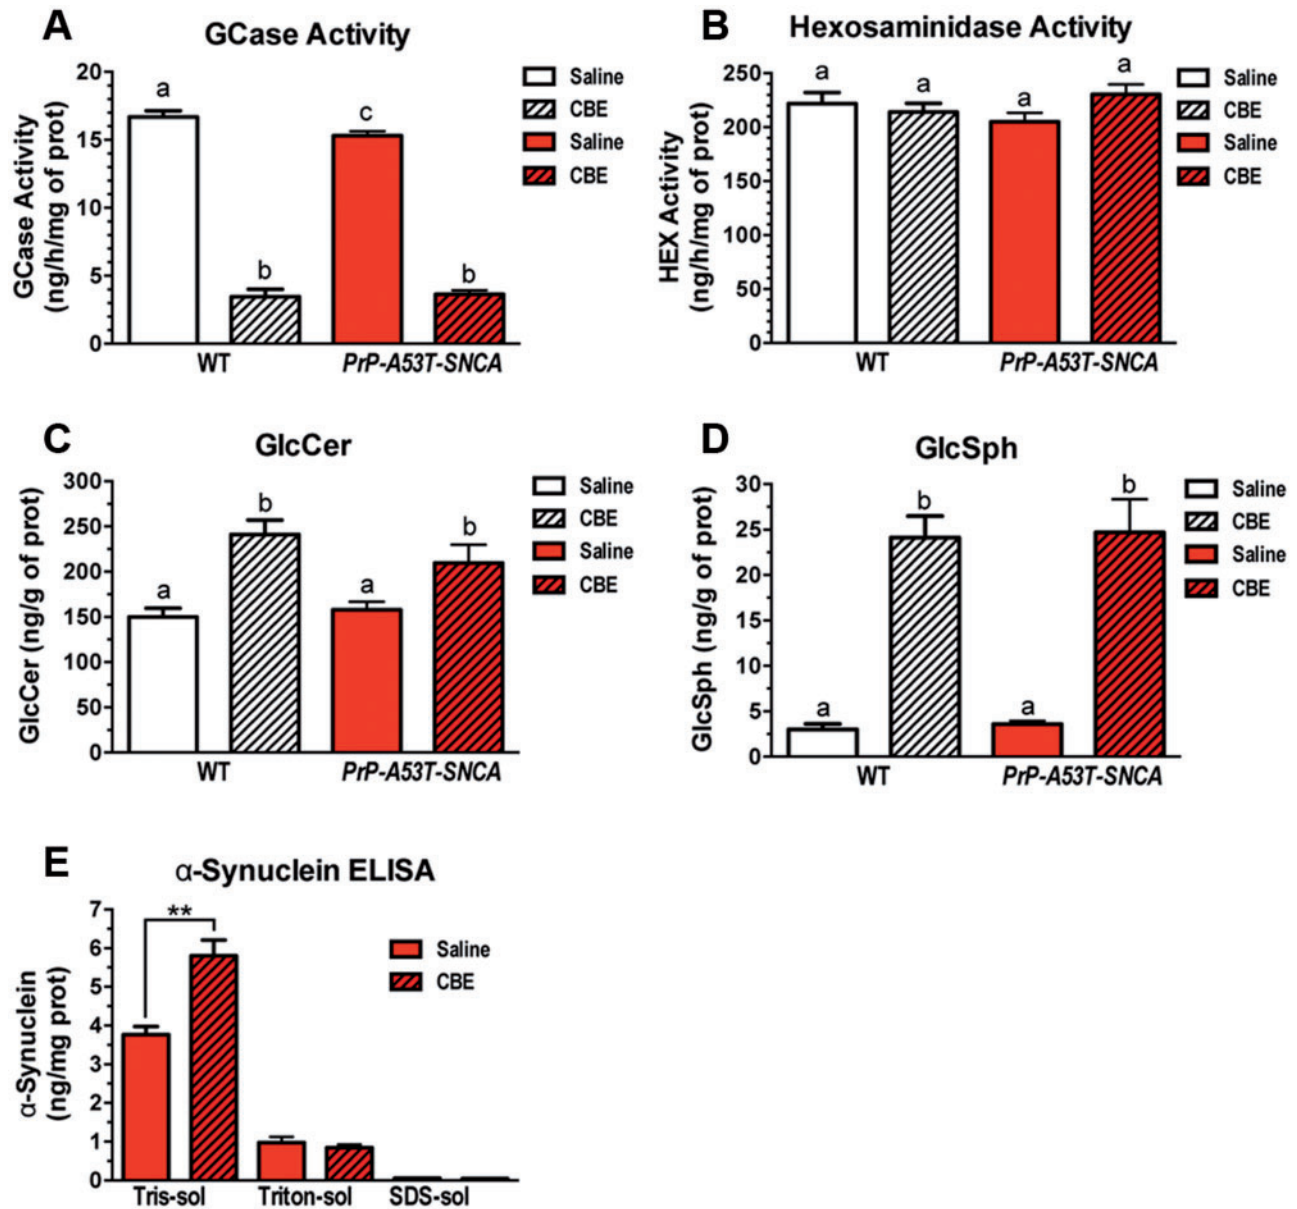 A
GCase Activity
GCase Activity
(ng/h/mg of prot)
20
15
10
5
0
a
b
c
b
WT
PrP-A53T-SNCA
Saline
CBE
Saline
CBE
B
Hexosaminidase Activity
HEX Activity
(ng/h/mg of prot)
250
200
150
100
50
0
a
a
a
a
WT
PrP-A53T-SNCA
Saline
CBE
Saline
CBE
C
GlcCer
GlcCer (ng/g of prot)
300
250
200
150
100
50
0
a
b
a
b
WT
PrP-A53T-SNCA
Saline
CBE
Saline
CBE
D
GlcSph
GlcSph (ng/g of prot)
30
25
20
15
10
5
0
a
b
a
b
WT
PrP-A53T-SNCA
Saline
CBE
Saline
CBE
E
α-Synuclein ELISA
α-Synuclein
(ng/mg prot)
7
6
5
4
3
2
1
0
**
Tris-sol
Triton-sol
SDS-sol
Saline
CBE